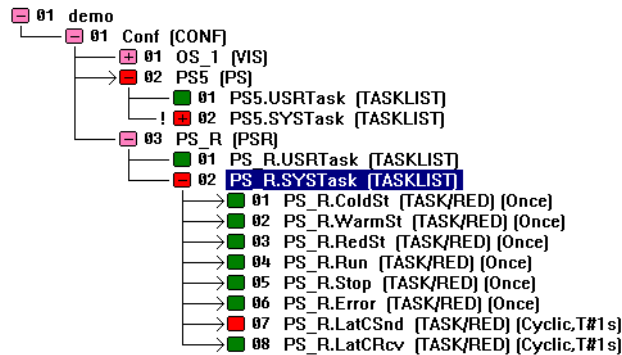 01 demo
01 Conf (CONF)
01 OS_1 (VIS)
02 PS5 (PS)
01 PS5.USRTask (TASKLIST)
! 02 PS5.SYSTask (TASKLIST)
03 PS_R (PSR)
01 PS_R.USRTask (TASKLIST)
02 PS_R.SYSTask (TASKLIST)
01 PS_R.ColdSt (TASK/RED) (Once)
02 PS_R.WarmSt (TASK/RED) (Once)
03 PS_R.RedSt (TASK/RED) (Once)
04 PS_R.Run (TASK/RED) (Once)
05 PS_R.Stop (TASK/RED) (Once)
06 PS_R.Error (TASK/RED) (Once)
07 PS_R.LatCSnd (TASK/RED) (Cyclic,T#1s)
08 PS_R.LatCRcv (TASK/RED) (Cyclic,T#1s)